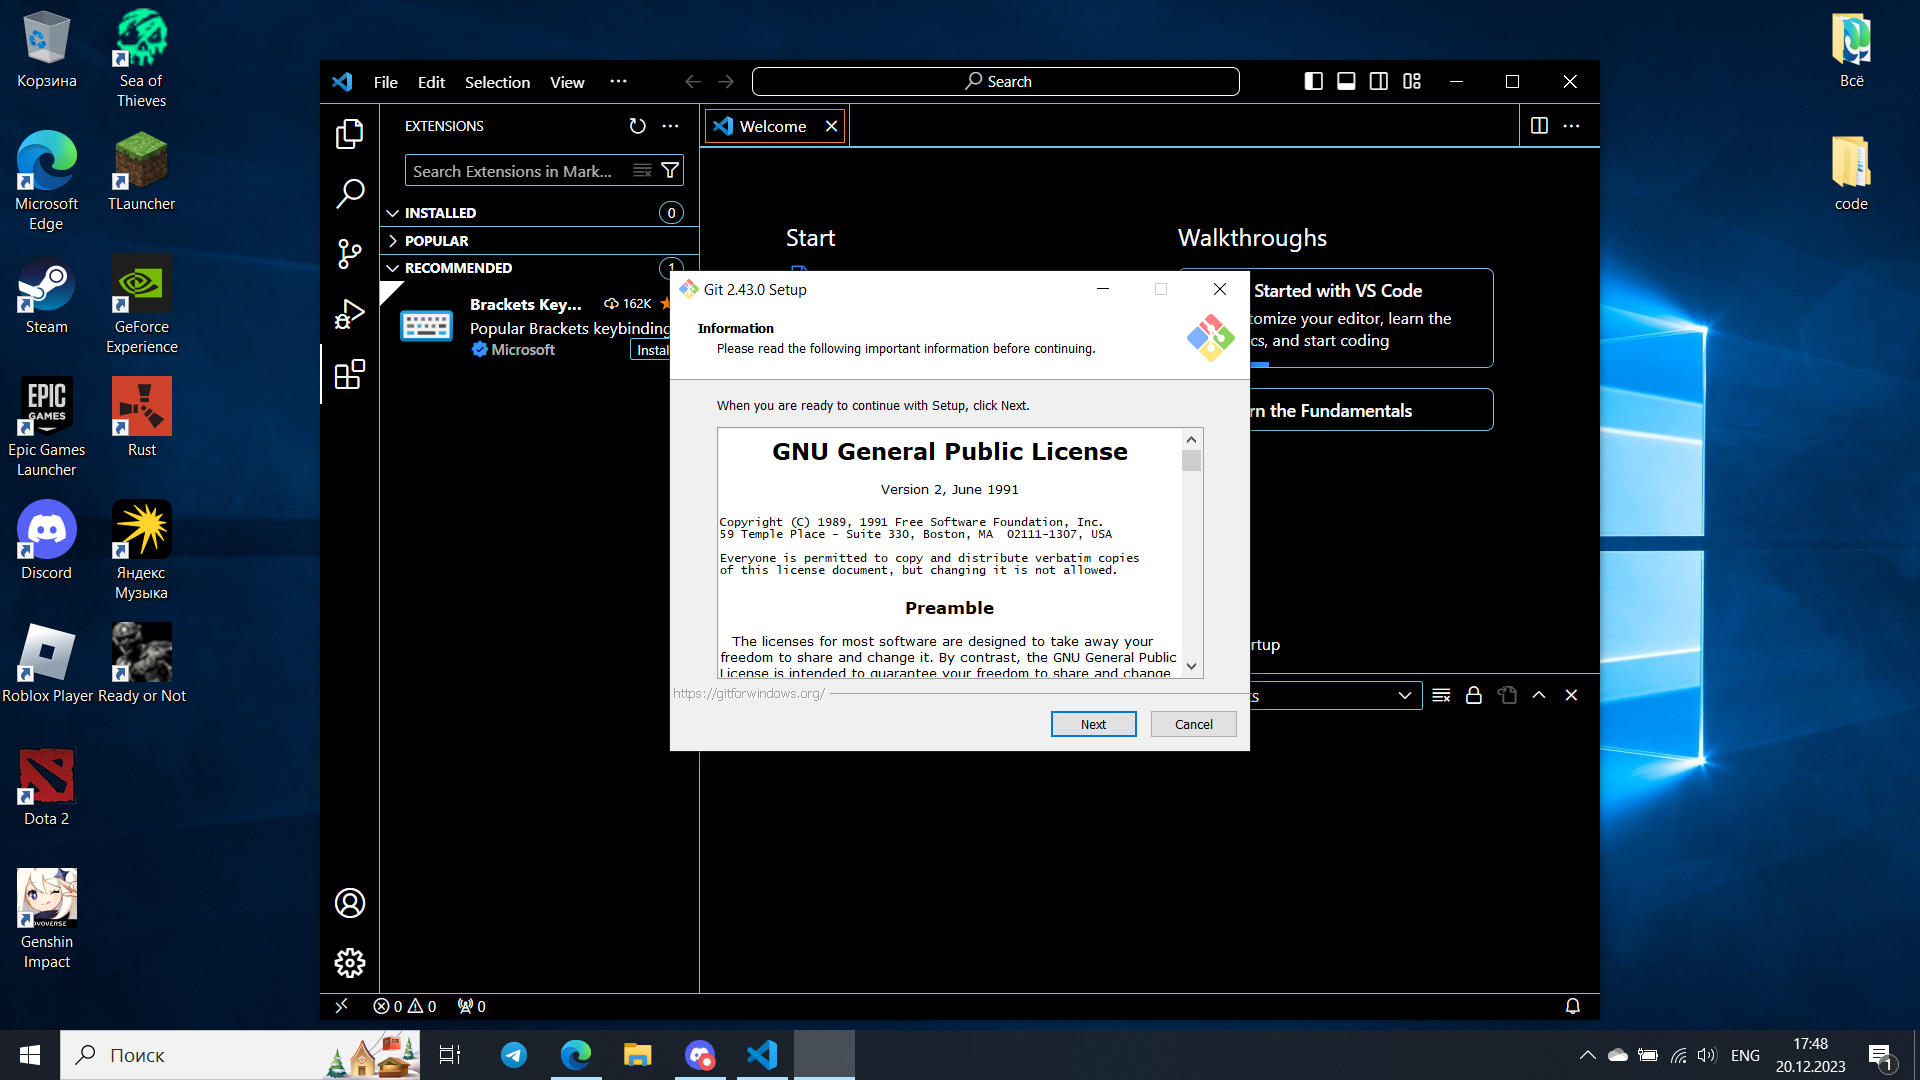 Корзина
Sea of
Thieves
Microsoft
Edge
TLauncher
Steam
GeForce
Experience
EPIC
GAMES
Epic Games
Launcher
Rust
Discord
Яндекс
Музыка
Roblox Player
Ready or Not
Dota 2
Genshin
Impact
Всё
code
File
Edit
Selection
View
Search
EXTENSIONS
Search Extensions in Mark...
INSTALLED
0
POPULAR
RECOMMENDED
1
Brackets Key...
162K
Popular Brackets keybinding
Microsoft
Instal
Welcome
Start
Walkthroughs
Started with VS Code
tomize your editor, learn the
cs, and start coding
rn the Fundamentals
rtup
ts
Git 2.43.0 Setup
Information
Please read the following important information before continuing.
When you are ready to continue with Setup, click Next.
GNU General Public License
Version 2, June 1991
Copyright (C) 1989, 1991 Free Software Foundation, Inc.
59 Temple Place - Suite 330, Boston, MA 02111-1307, USA
Everyone is permitted to copy and distribute verbatim copies
of this license document, but changing it is not allowed.
Preamble
The licenses for most software are designed to take away your
freedom to share and change it. By contrast, the GNU General Public
License is intended to guarantee your freedom to share and change
https://gitforwindows.org/
Next
Cancel
0
0
0
Поиск
ENG
17:48
20.12.2023
1